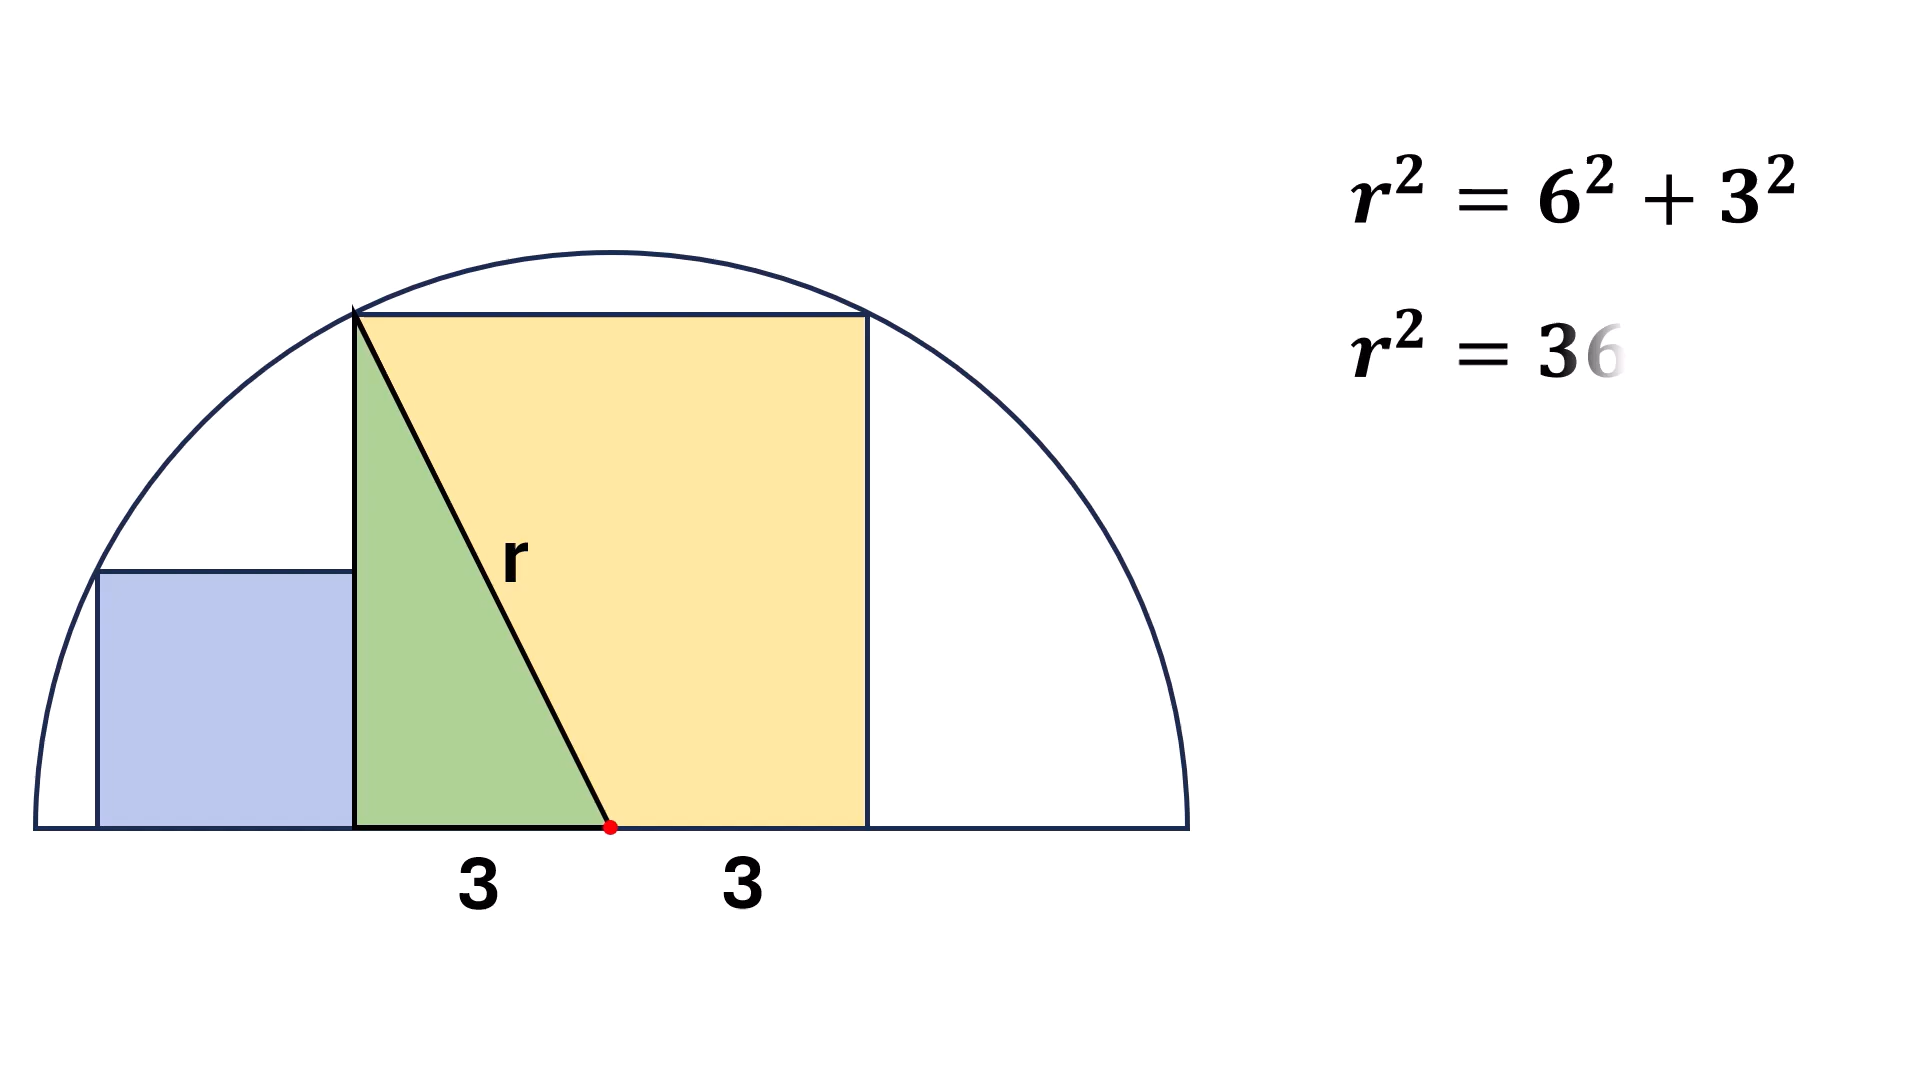 r² = 6² + 3²
r² = 36
r
3 3